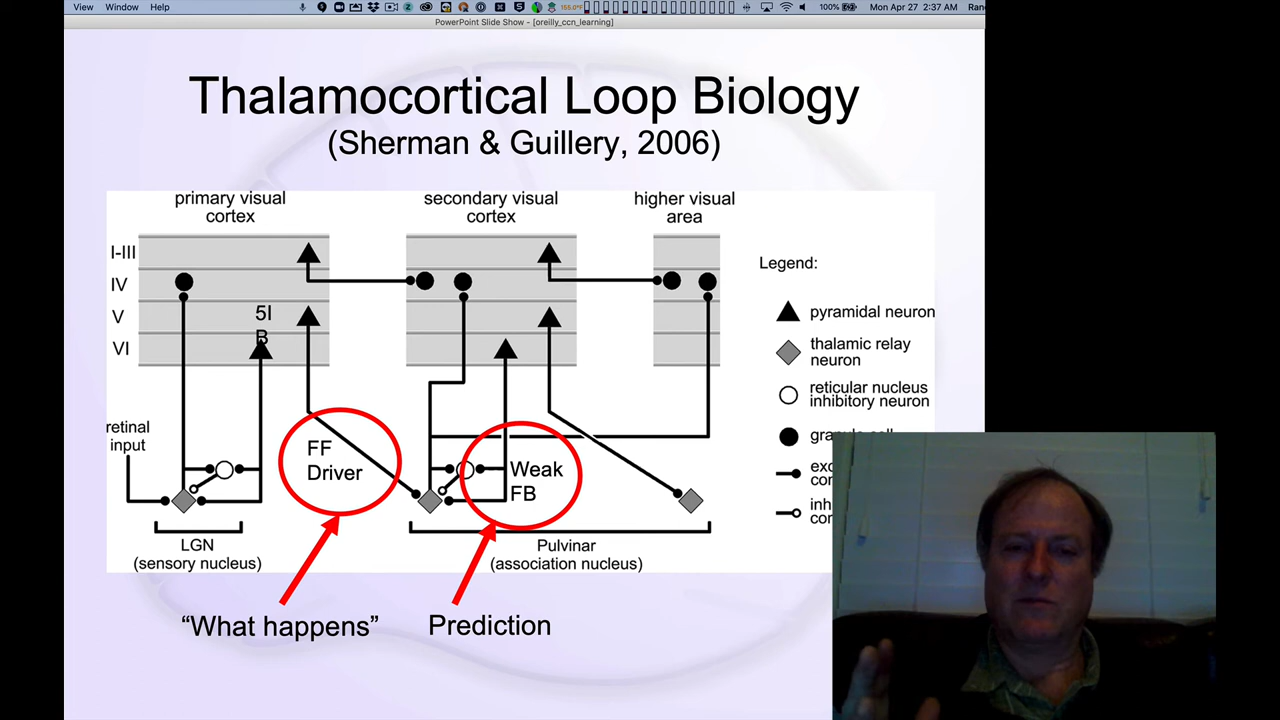 View Window Help
155.0°F
100% Mon Apr 27 2:37 AM Ran
PowerPoint Slide Show - [oreilly_ccn_learning]
Thalamocortical Loop Biology
(Sherman & Guillery, 2006)
primary visual
cortex
secondary visual
cortex
higher visual
area
I-III
IV
V
VI
5I
B
Legend:
pyramidal neuron
thalamic relay
neuron
reticular nucleus
inhibitory neuron
retinal
input
FF
Driver
Weak
FB
LGN
(sensory nucleus)
Pulvinar
(association nucleus)
"What happens"
Prediction